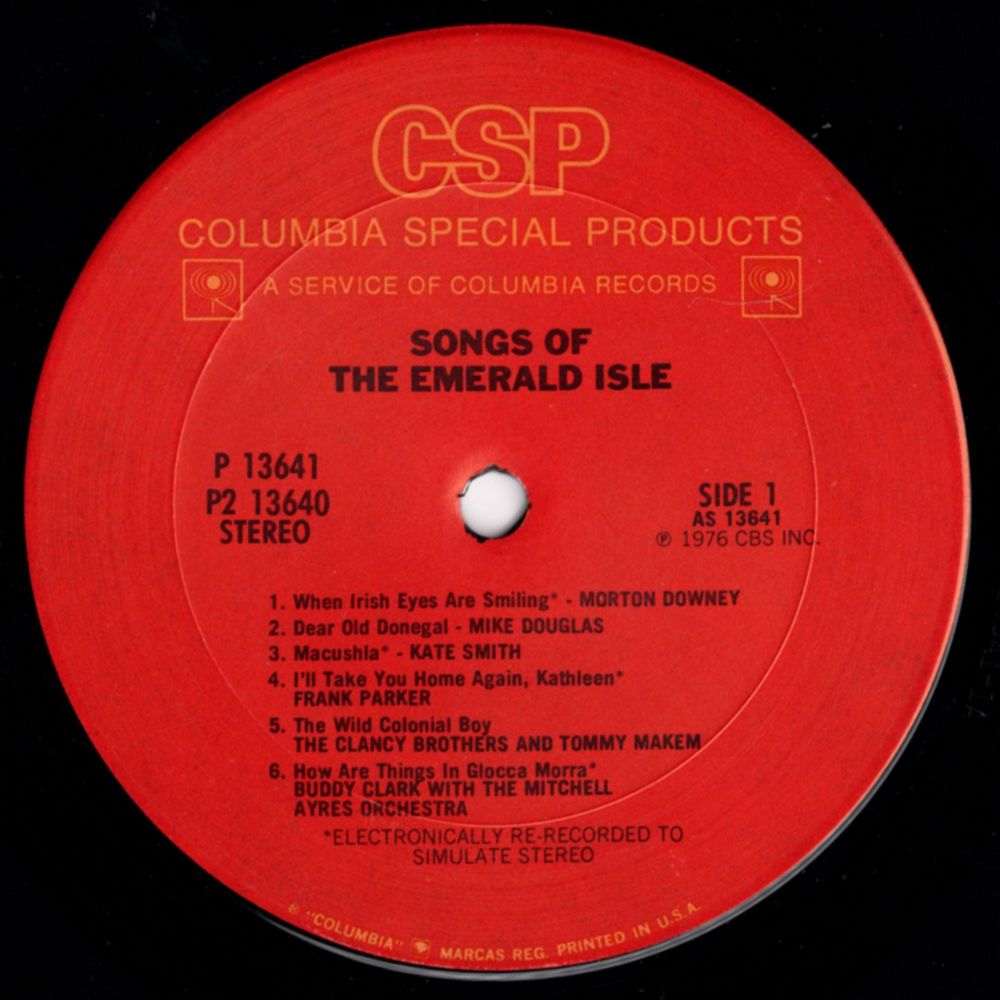 CSP
COLUMBIA SPECIAL PRODUCTS
A SERVICE OF COLUMBIA RECORDS
SONGS OF
THE EMERALD ISLE
P 13641
P2 13640
STEREO
SIDE 1
AS 13641
℗ 1976 CBS INC.
1. When Irish Eyes Are Smiling* - MORTON DOWNEY
2. Dear Old Donegal - MIKE DOUGLAS
3. Macushla* - KATE SMITH
4. I'll Take You Home Again, Kathleen*
FRANK PARKER
5. The Wild Colonial Boy
THE CLANCY BROTHERS AND TOMMY MAKEM
6. How Are Things In Glocca Morra*
BUDDY CLARK WITH THE MITCHELL
AYRES ORCHESTRA
*ELECTRONICALLY RE-RECORDED TO
SIMULATE STEREO
® "COLUMBIA" MARCAS REG. PRINTED IN U.S.A.